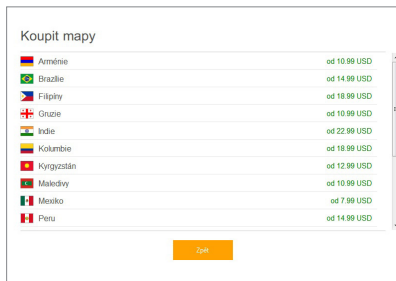 Koupit mapy
Arménie od 10.99 USD
Brazílie od 14.99 USD
Filipíny od 18.99 USD
Gruzie od 10.99 USD
Indie od 22.99 USD
Kolumbie od 18.99 USD
Kyrgyzstán od 12.99 USD
Maledivy od 10.99 USD
Mexiko od 7.99 USD
Peru od 14.99 USD
Zpět